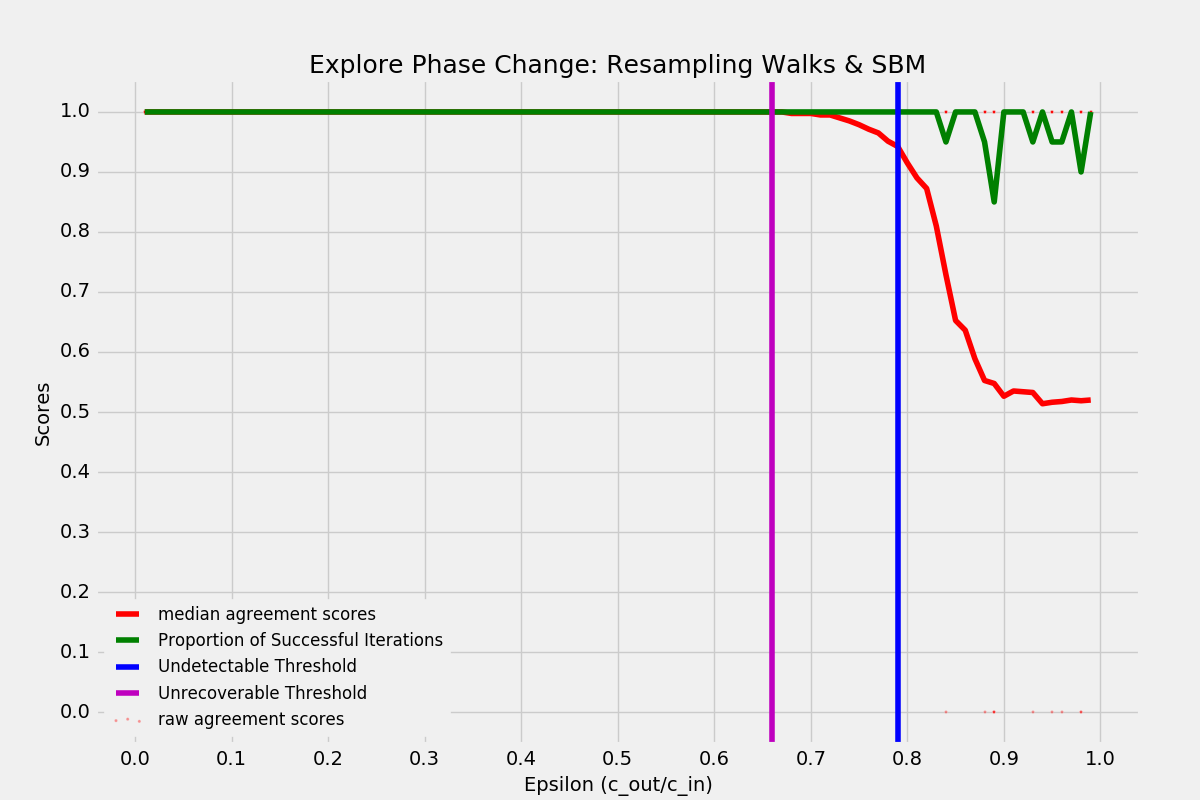 Explore Phase Change: Resampling Walks & SBM
1.0
0.9
0.8
0.7
0.6
0.5
0.4
0.3
0.2
0.1
0.0
Scores
median agreement scores
Proportion of Successful Iterations
Undetectable Threshold
Unrecoverable Threshold
raw agreement scores
0.0 0.1 0.2 0.3 0.4 0.5 0.6 0.7 0.8 0.9 1.0
Epsilon (c_out/c_in)